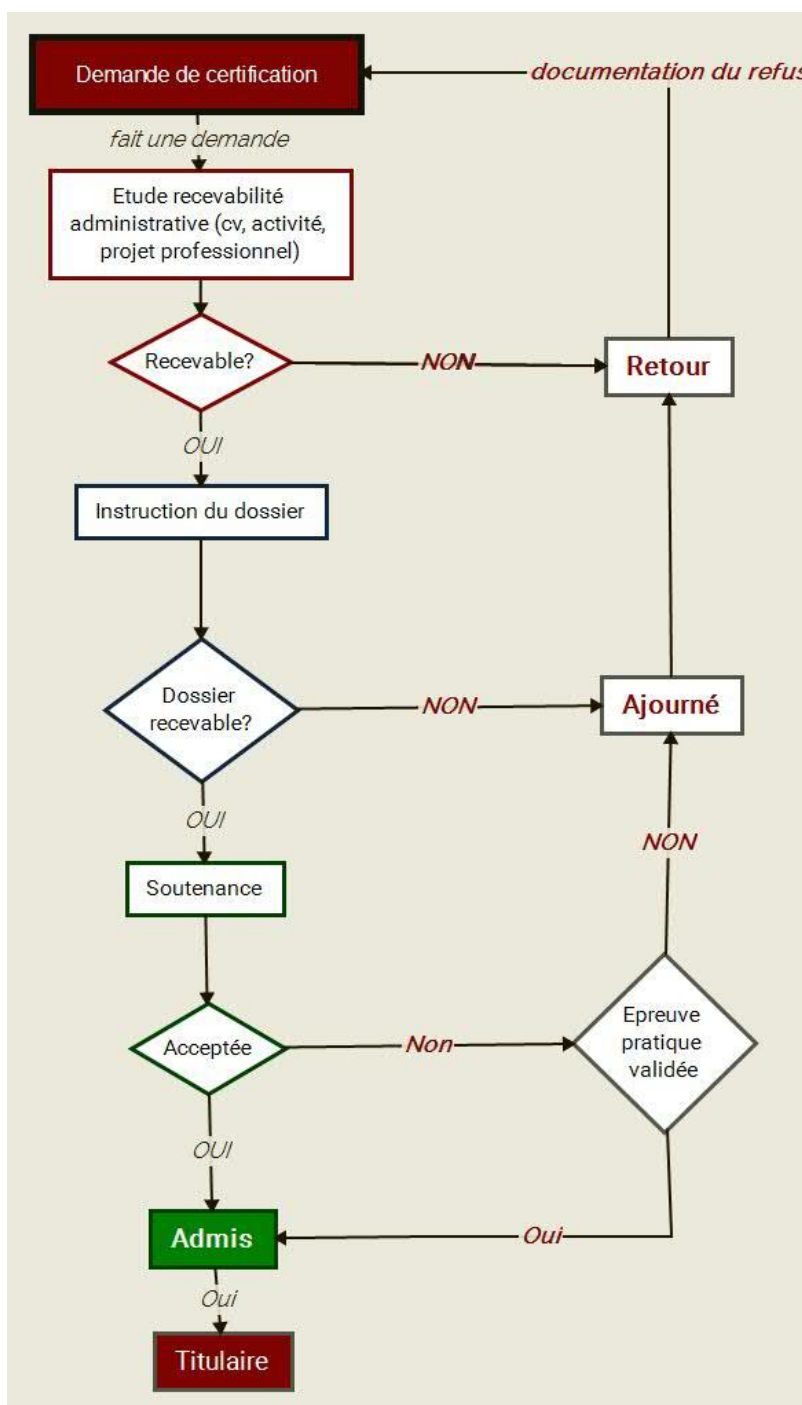 Demande de certification
documentation du refus
fait une demande
Etude recevabilité
administrative (cv, activité,
projet professionnel)
Recevable?
NON
Retour
OUI
Instruction du dossier
Dossier
recevable?
NON
Ajourné
OUI
NON
Soutenance
Acceptée
Non
Epreuve
pratique
validée
OUI
Admis
Oui
Oui
Titulaire